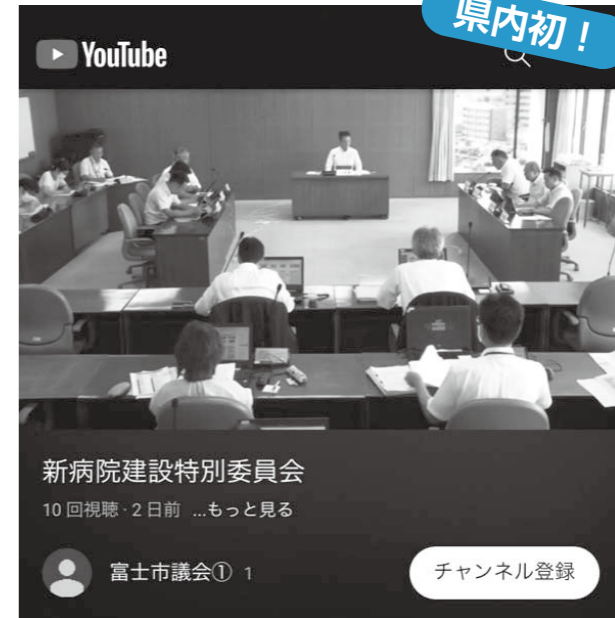 県内初！
YouTube
新病院建設特別委員会
10 回視聴・2 日前 ...もっと見る
富士市議会① 1
チャンネル登録